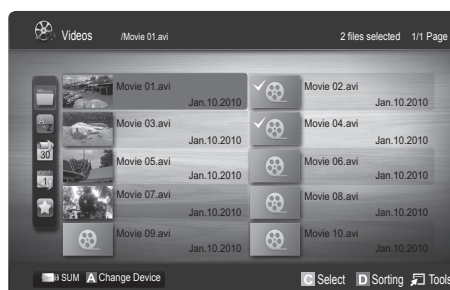 Videos /Movie 01.avi 2 files selected 1/1 Page
Movie 01.avi
Jan.10.2010
Movie 02.avi
Jan.10.2010
Movie 03.avi
Jan.10.2010
Movie 04.avi
Jan.10.2010
Movie 05.avi
Jan.10.2010
Movie 06.avi
Jan.10.2010
Movie 07.avi
Jan.10.2010
Movie 08.avi
Jan.10.2010
Movie 09.avi
Jan.10.2010
Movie 10.avi
Jan.10.2010
A Z
30
1
SUM A Change Device C Select D Sorting Tools